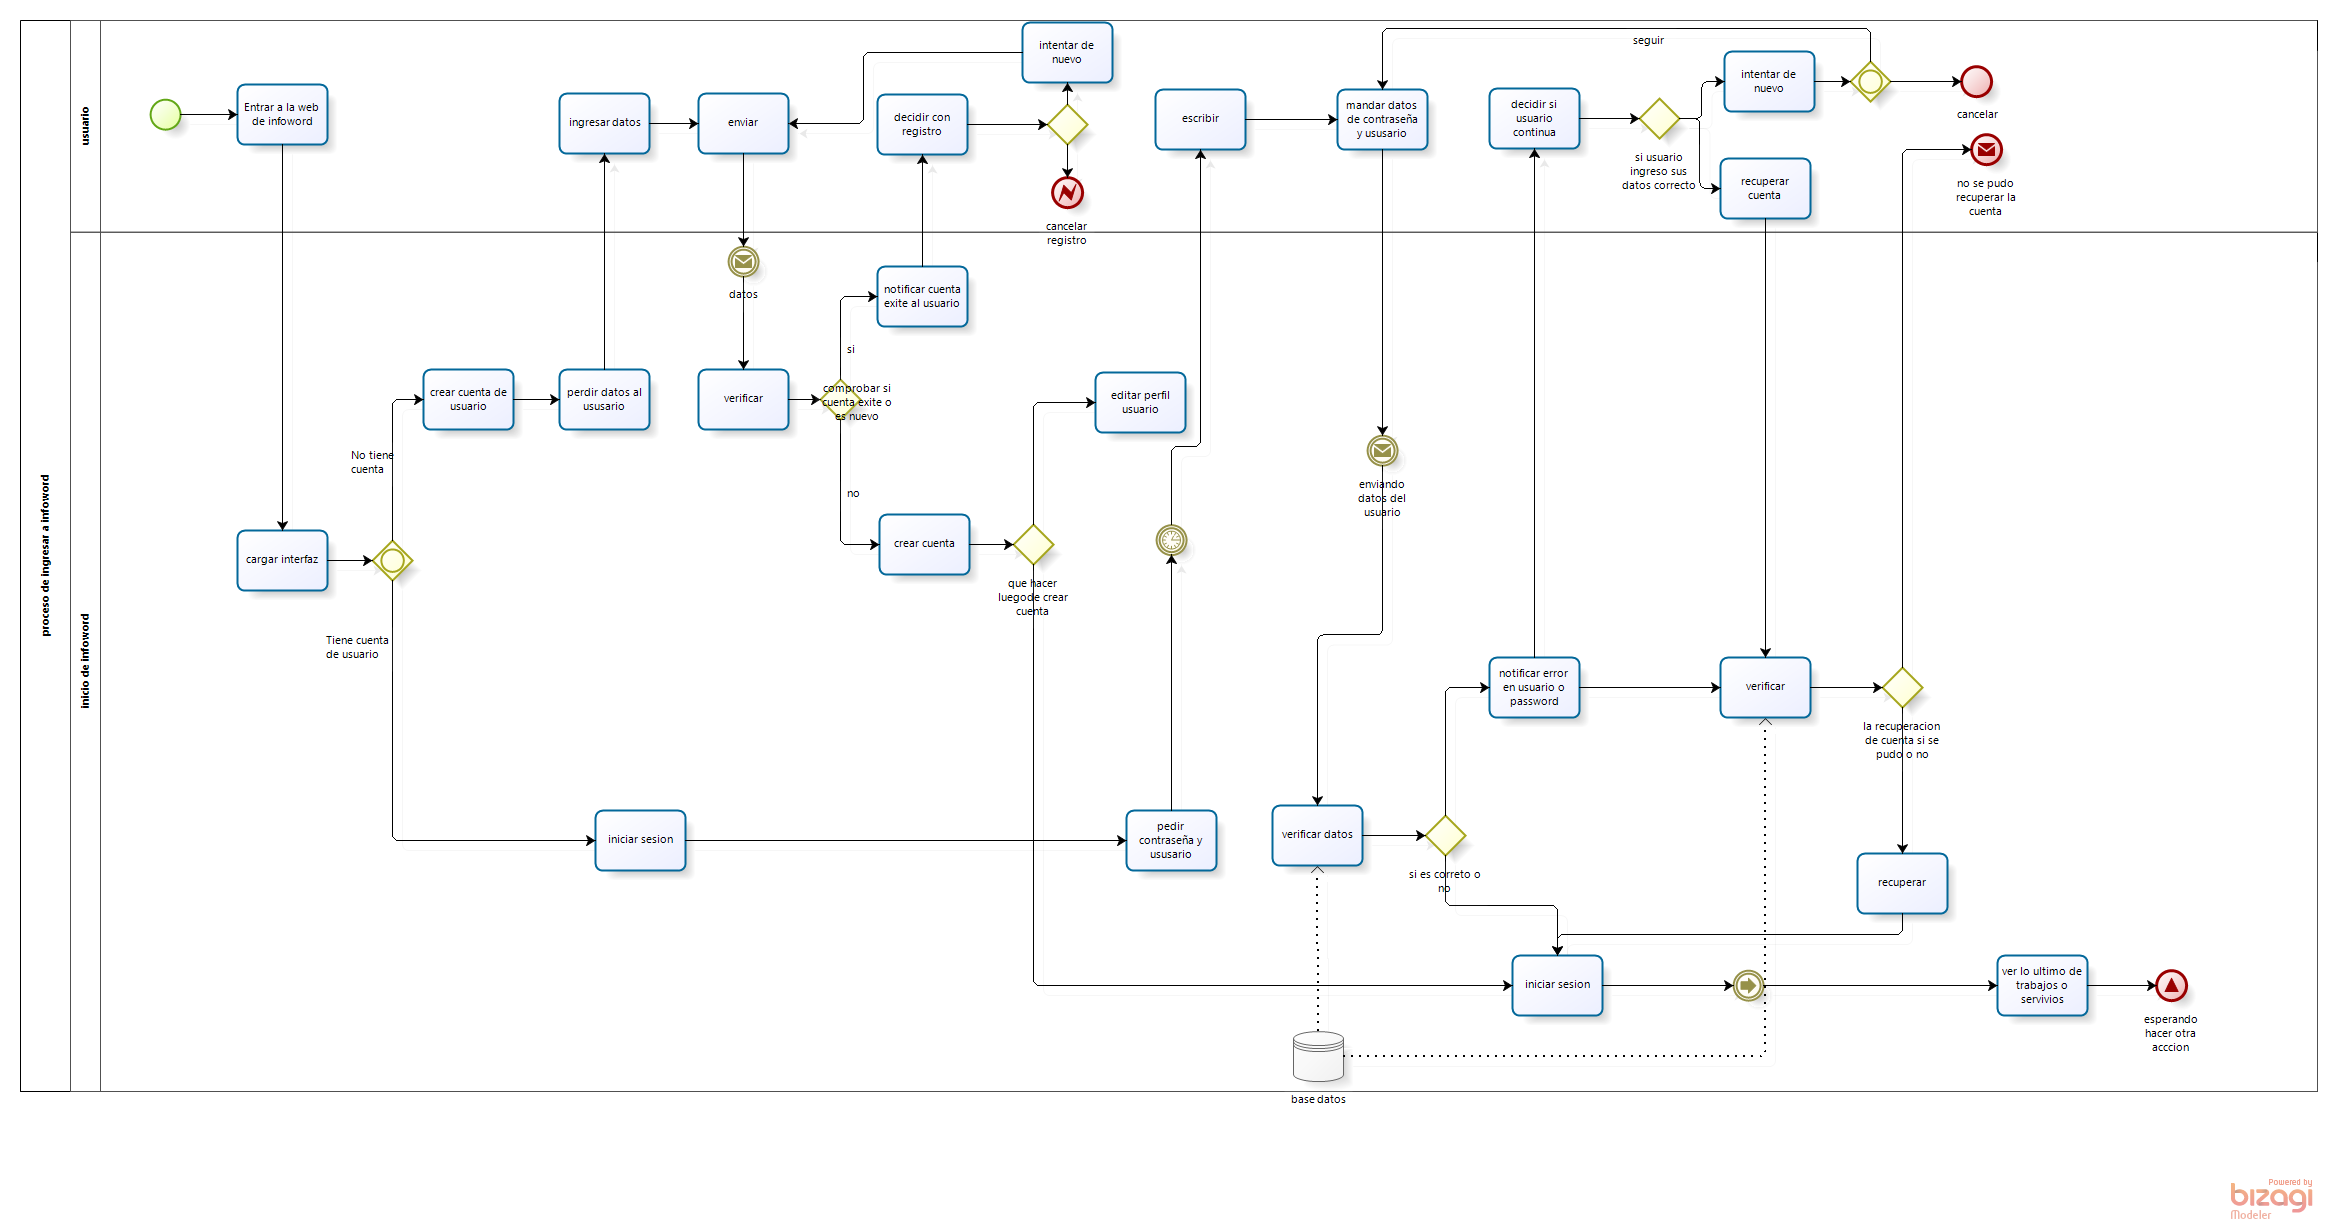 proceso de ingresar a infoword
usuario
inicio de infoword
Entrar a la web
de infoword
ingresar datos
enviar
decidir con
registro
intentar de
nuevo
cancelar
registro
escribir
mandar datos
de contraseña
y ususario
seguir
decidir si
usuario
continua
si usuario
ingreso sus
datos correcto
intentar de
nuevo
recuperar
cuenta
cancelar
no se pudo
recuperar la
cuenta
datos
notificar cuenta
exite al usuario
si
crear cuenta de
usuario
perdir datos al
ususario
verificar
comprobar si
cuenta exite o
es nuevo
editar perfil
usuario
No tiene
cuenta
no
enviando
datos del
usuario
cargar interfaz
crear cuenta
que hacer
luegode crear
cuenta
Tiene cuenta
de usuario
notificar error
en usuario o
password
verificar
la recuperacion
de cuenta si se
pudo o no
iniciar sesion
pedir
contraseña y
ususario
verificar datos
si es correto o
no
recuperar
iniciar sesion
ver lo ultimo de
trabajos o
servivios
esperando
hacer otra
acccion
base datos
Powered by
bizagi
Modeler